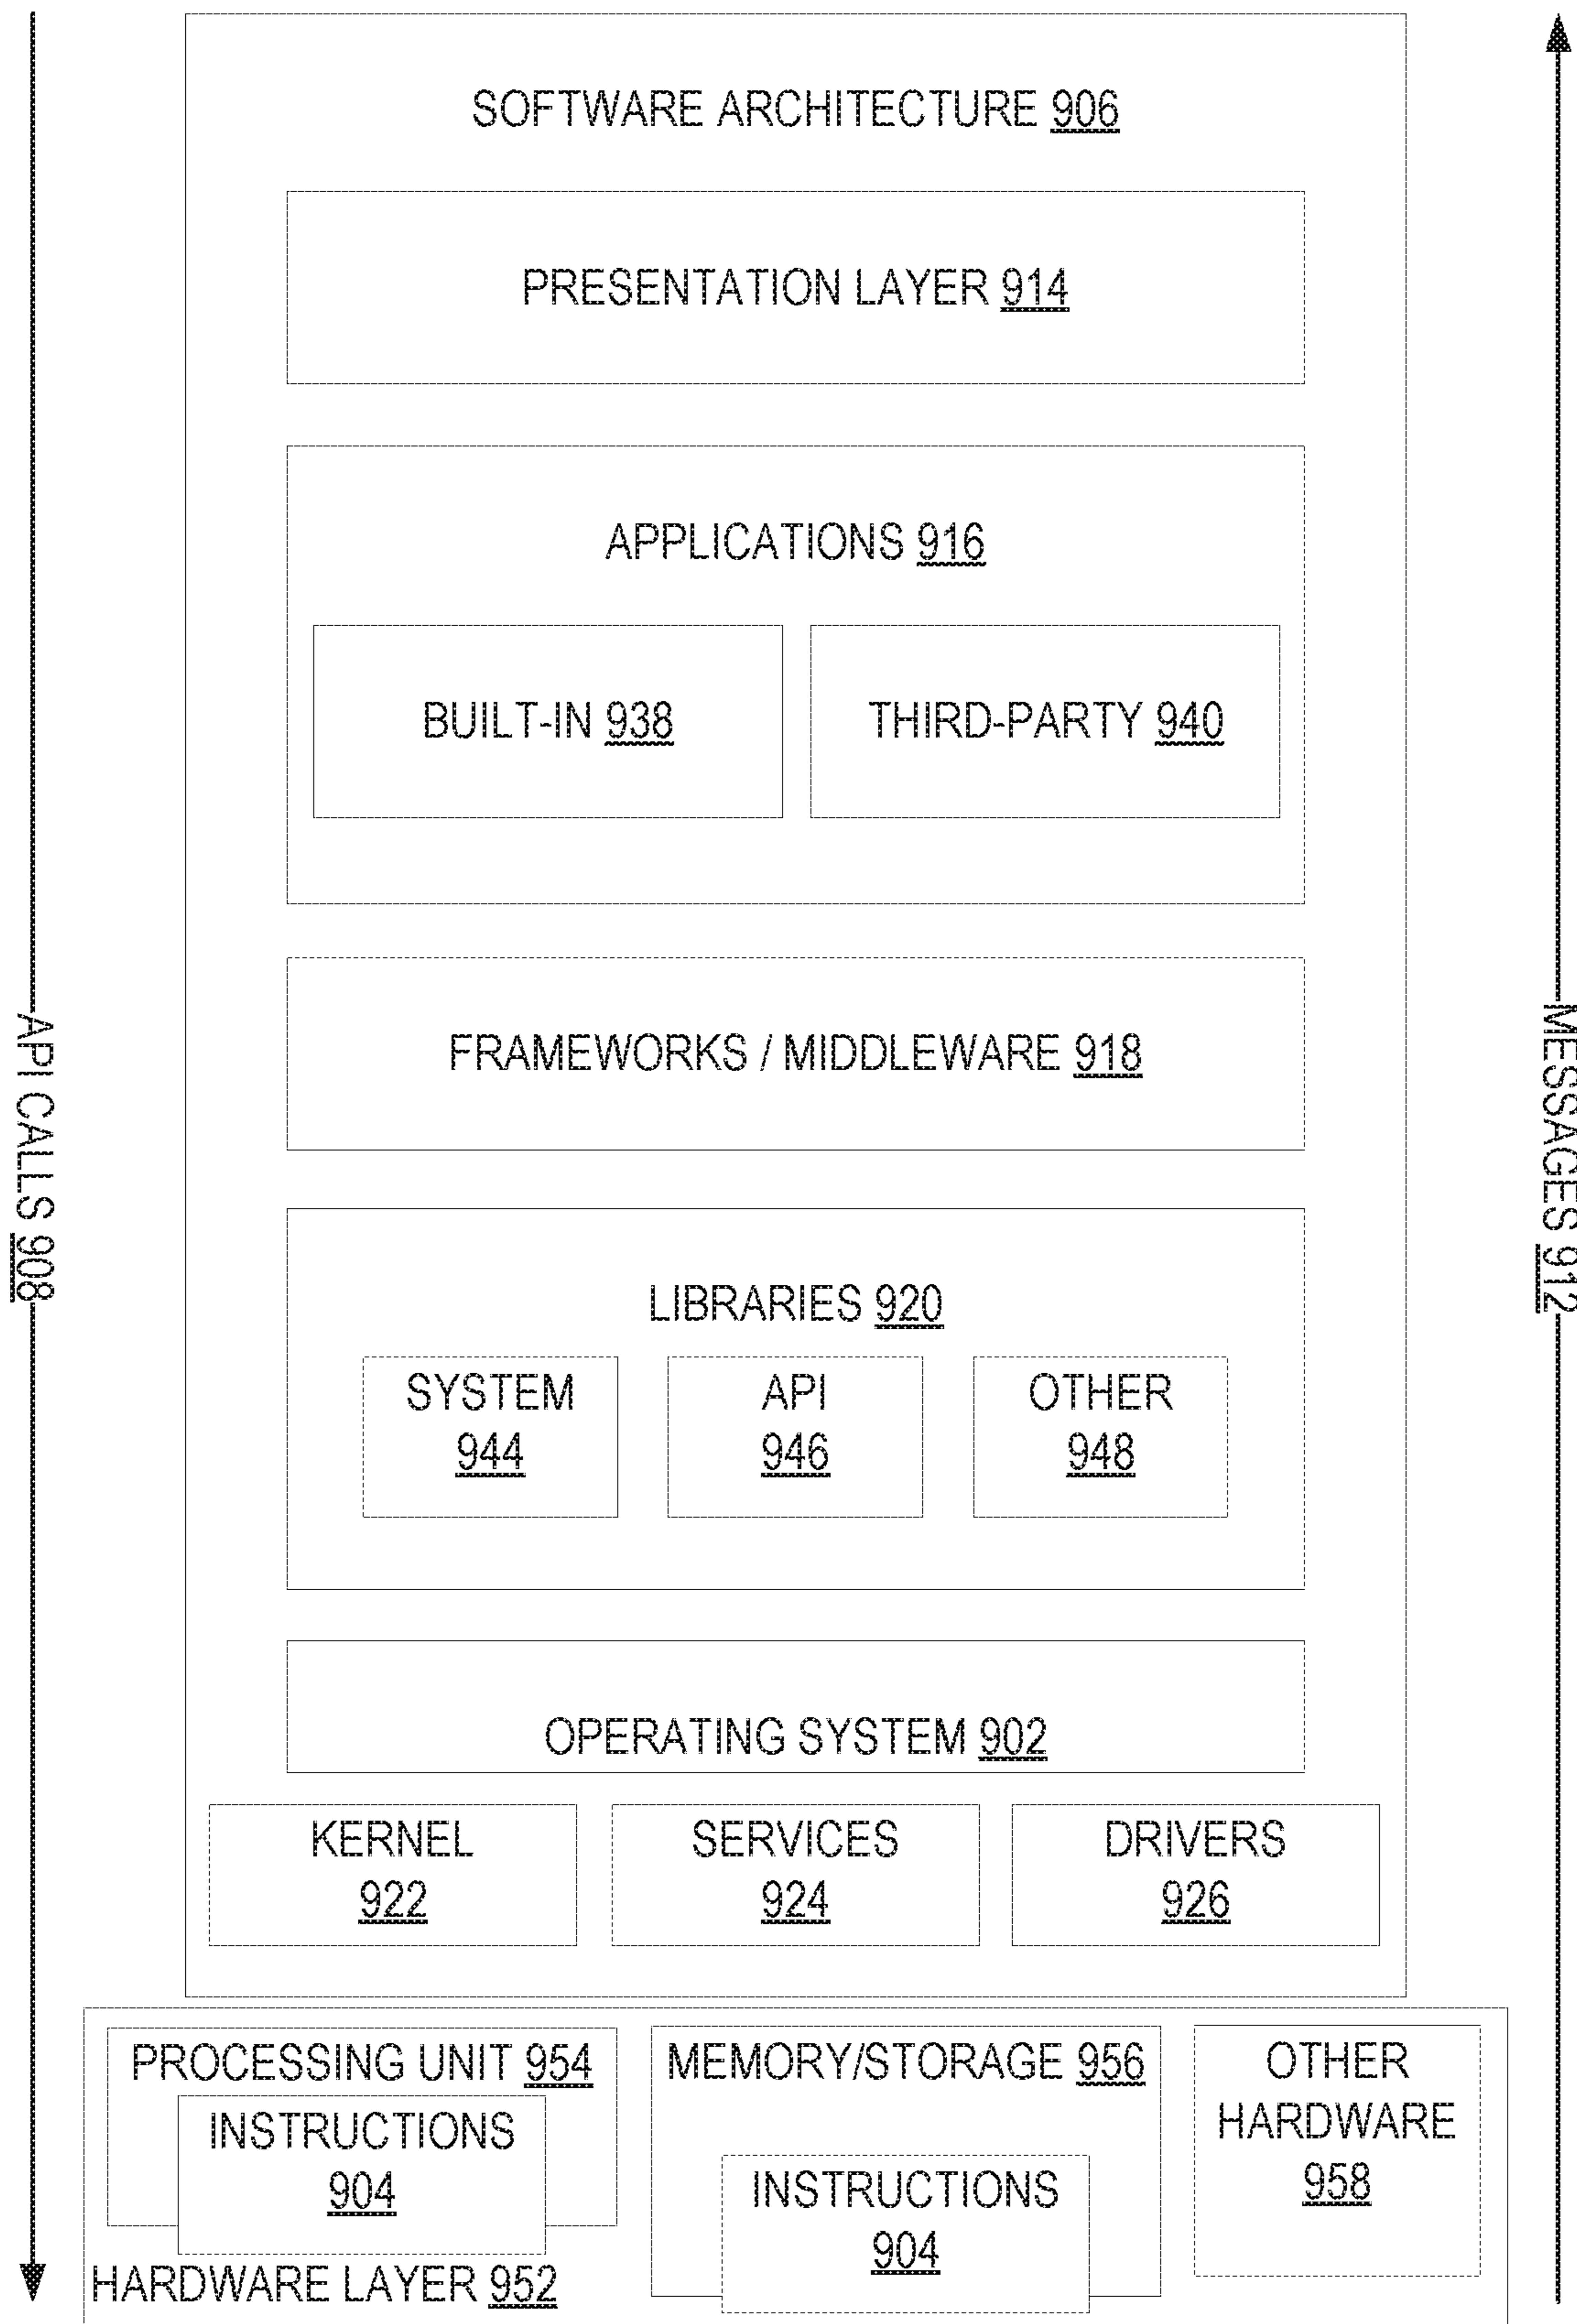 SOFTWARE ARCHITECTURE 906
PRESENTATION LAYER 914
APPLICATIONS 916
BUILT-IN 938
THIRD-PARTY 940
FRAMEWORKS / MIDDLEWARE 918
API CALLS 908
MESSAGES 912
LIBRARIES 920
SYSTEM
944
API
946
OTHER
948
OPERATING SYSTEM 902
KERNEL
922
SERVICES
924
DRIVERS
926
PROCESSING UNIT 954
INSTRUCTIONS
904
MEMORY/STORAGE 956
INSTRUCTIONS
904
OTHER
HARDWARE
958
HARDWARE LAYER 952